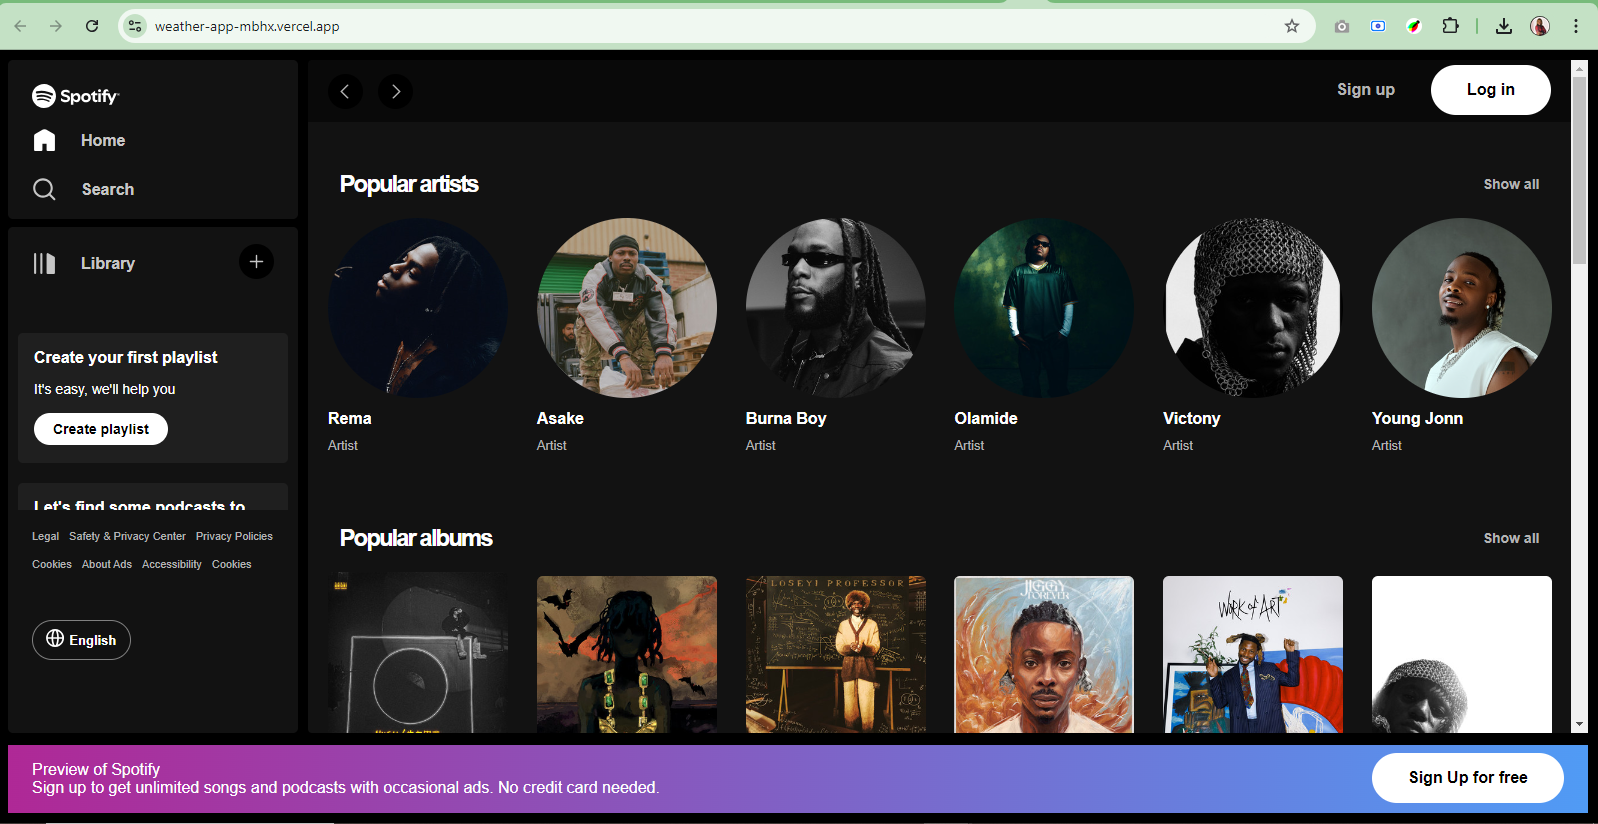 weather-app-mbhx.vercel.app
Spotify
Home
Search
Library
Create your first playlist
It's easy, we'll help you
Create playlist
Let's find some podcasts to
Legal Safety & Privacy Center Privacy Policies
Cookies About Ads Accessibility Cookies
English
Sign up
Log in
Popular artists
Show all
Rema
Artist
Asake
Artist
Burna Boy
Artist
Olamide
Artist
Victony
Artist
Young Jonn
Artist
Popular albums
Show all
LOSEYI PROFESSOR
JIGGY
FOREVER
WORK of ART
Preview of Spotify
Sign up to get unlimited songs and podcasts with occasional ads. No credit card needed.
Sign Up for free